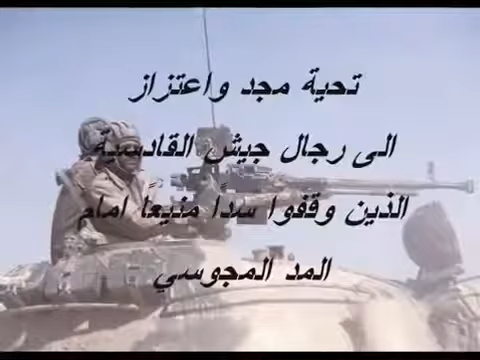 تحية مجد واعتزاز
الى رجال جيش القادسية
الذين وقفوا سداً منيعاً امام
المد المجوسي